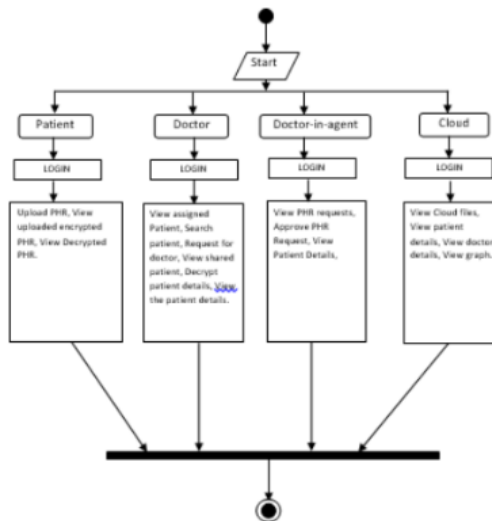 Start
Patient
Doctor
Doctor-in-agent
Cloud
LOGIN
LOGIN
LOGIN
LOGIN
Upload PHR, View
uploaded encrypted
PHR, View Decrypted
PHR.
View assigned
Patient, Search
patient, Request for
doctor, View shared
patient, Decrypt
patient details, View
the patient details.
View PHR requests,
Approve PHR
Request, View
Patient Details,
View Cloud files,
View patient
details, View doctor
details, View graph.